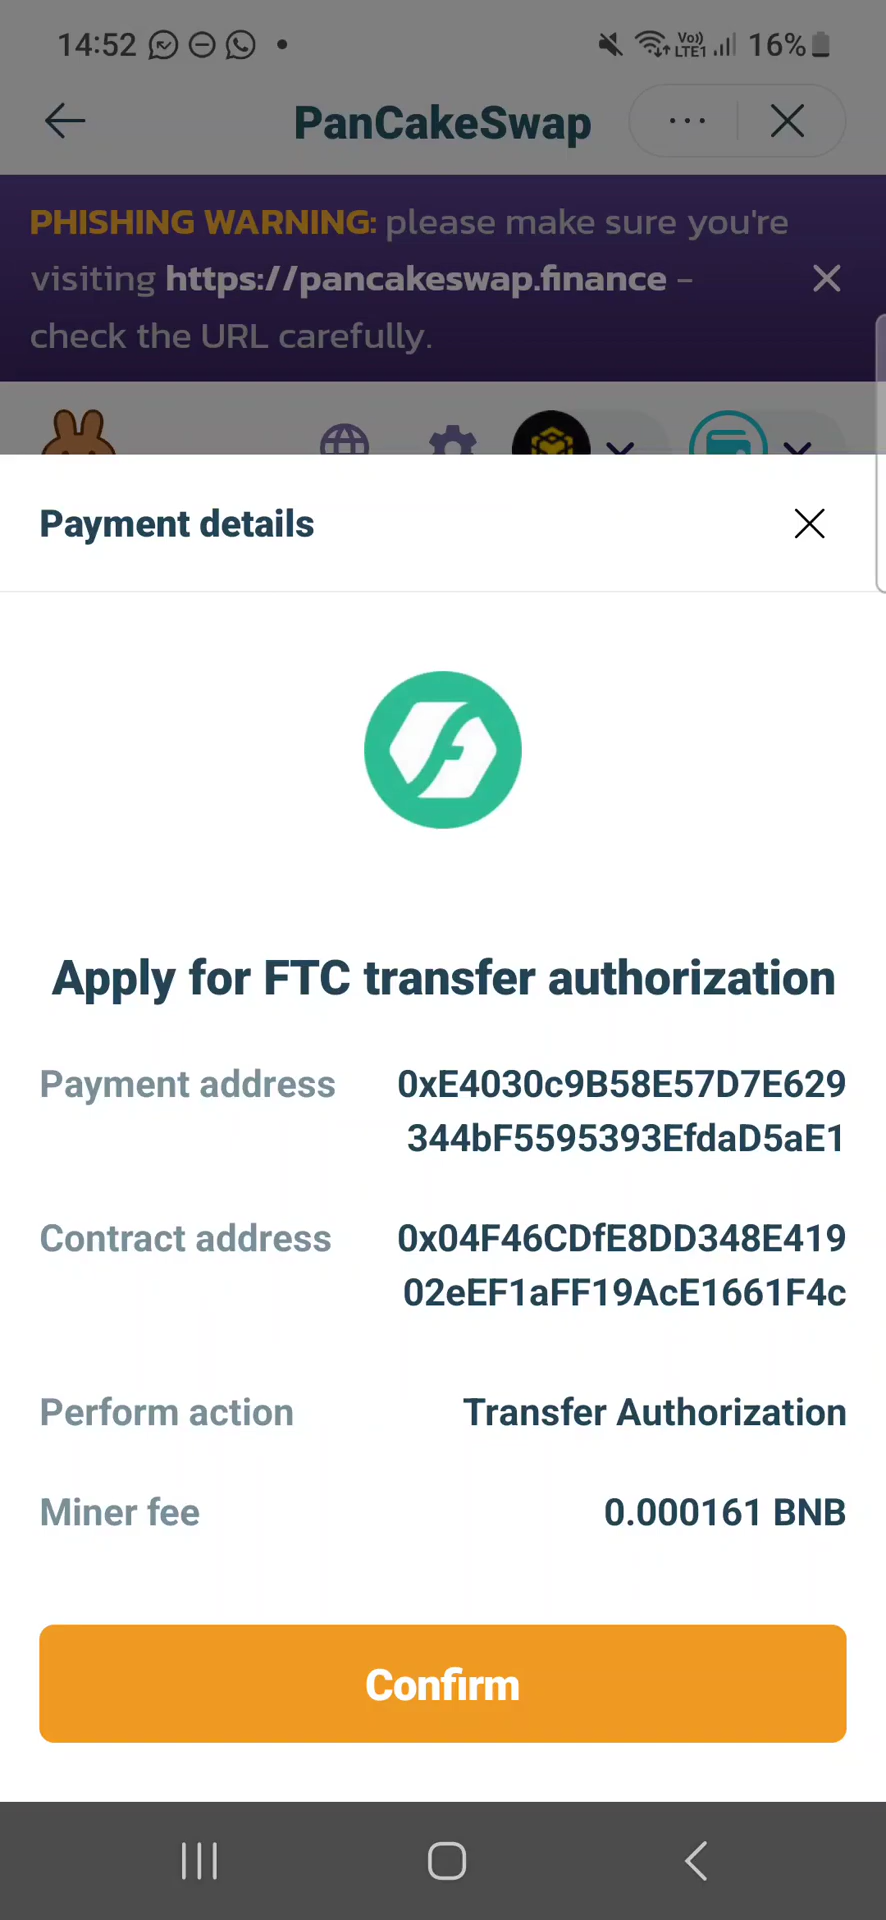 14:52
Vo))
LTE1
16%
PanCakeSwap
PHISHING WARNING: please make sure you're
visiting https://pancakeswap.finance -
check the URL carefully.
Payment details
Apply for FTC transfer authorization
Payment address
0xE4030c9B58E57D7E629
344bF5595393EfdaD5aE1
Contract address
0x04F46CDfE8DD348E419
02eEF1aFF19AcE1661F4c
Perform action
Transfer Authorization
Miner fee
0.000161 BNB
Confirm